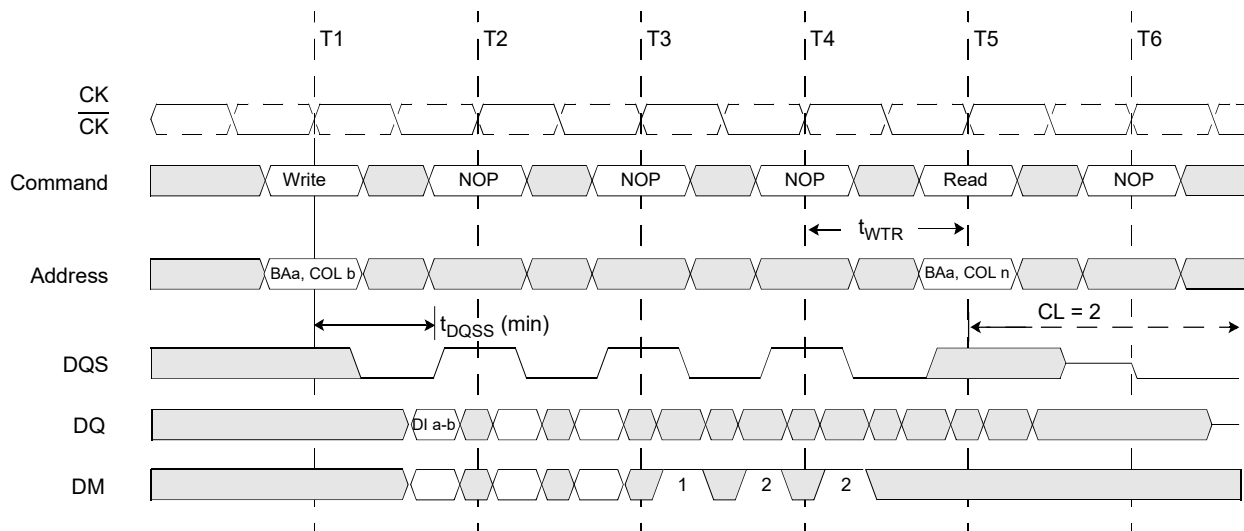 T1 T2 T3 T4 T5 T6
CK
CK
Command Write NOP NOP NOP Read NOP
tWTR
Address BAa, COL b BAa, COL n
tDQSS (min) CL = 2
DQS
DQ DI a-b
DM 1 2 2